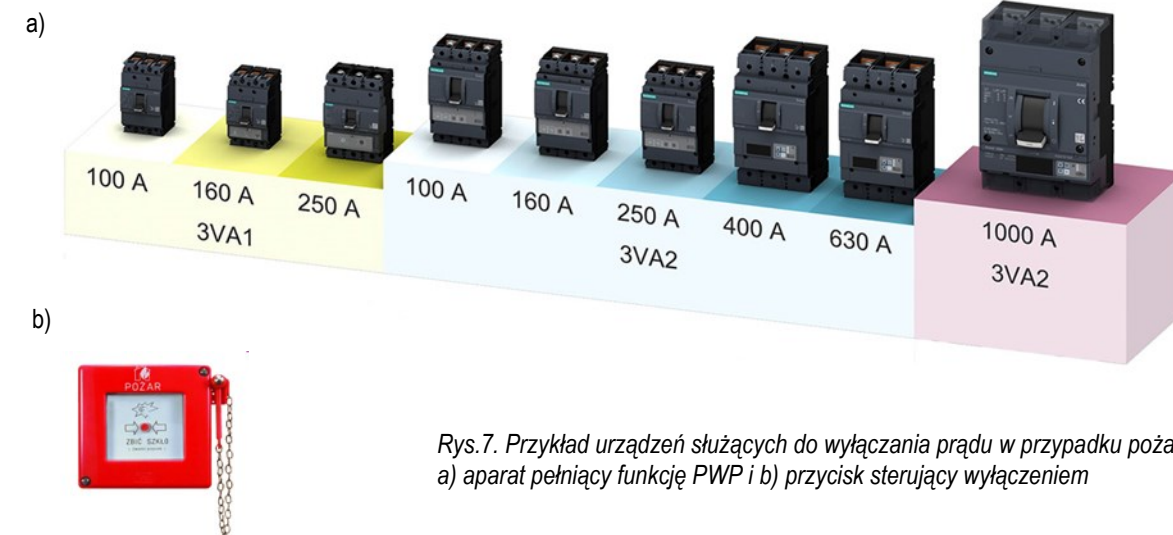 a)
100 A
160 A
250 A
3VA1
100 A
160 A
250 A
400 A
630 A
3VA2
1000 A
3VA2
b)
POŻAR
ZBIĆ SZKŁO
Rys.7. Przykład urządzeń służących do wyłączania prądu w przypadku poża
a) aparat pełniący funkcję PWP i b) przycisk sterujący wyłączeniem